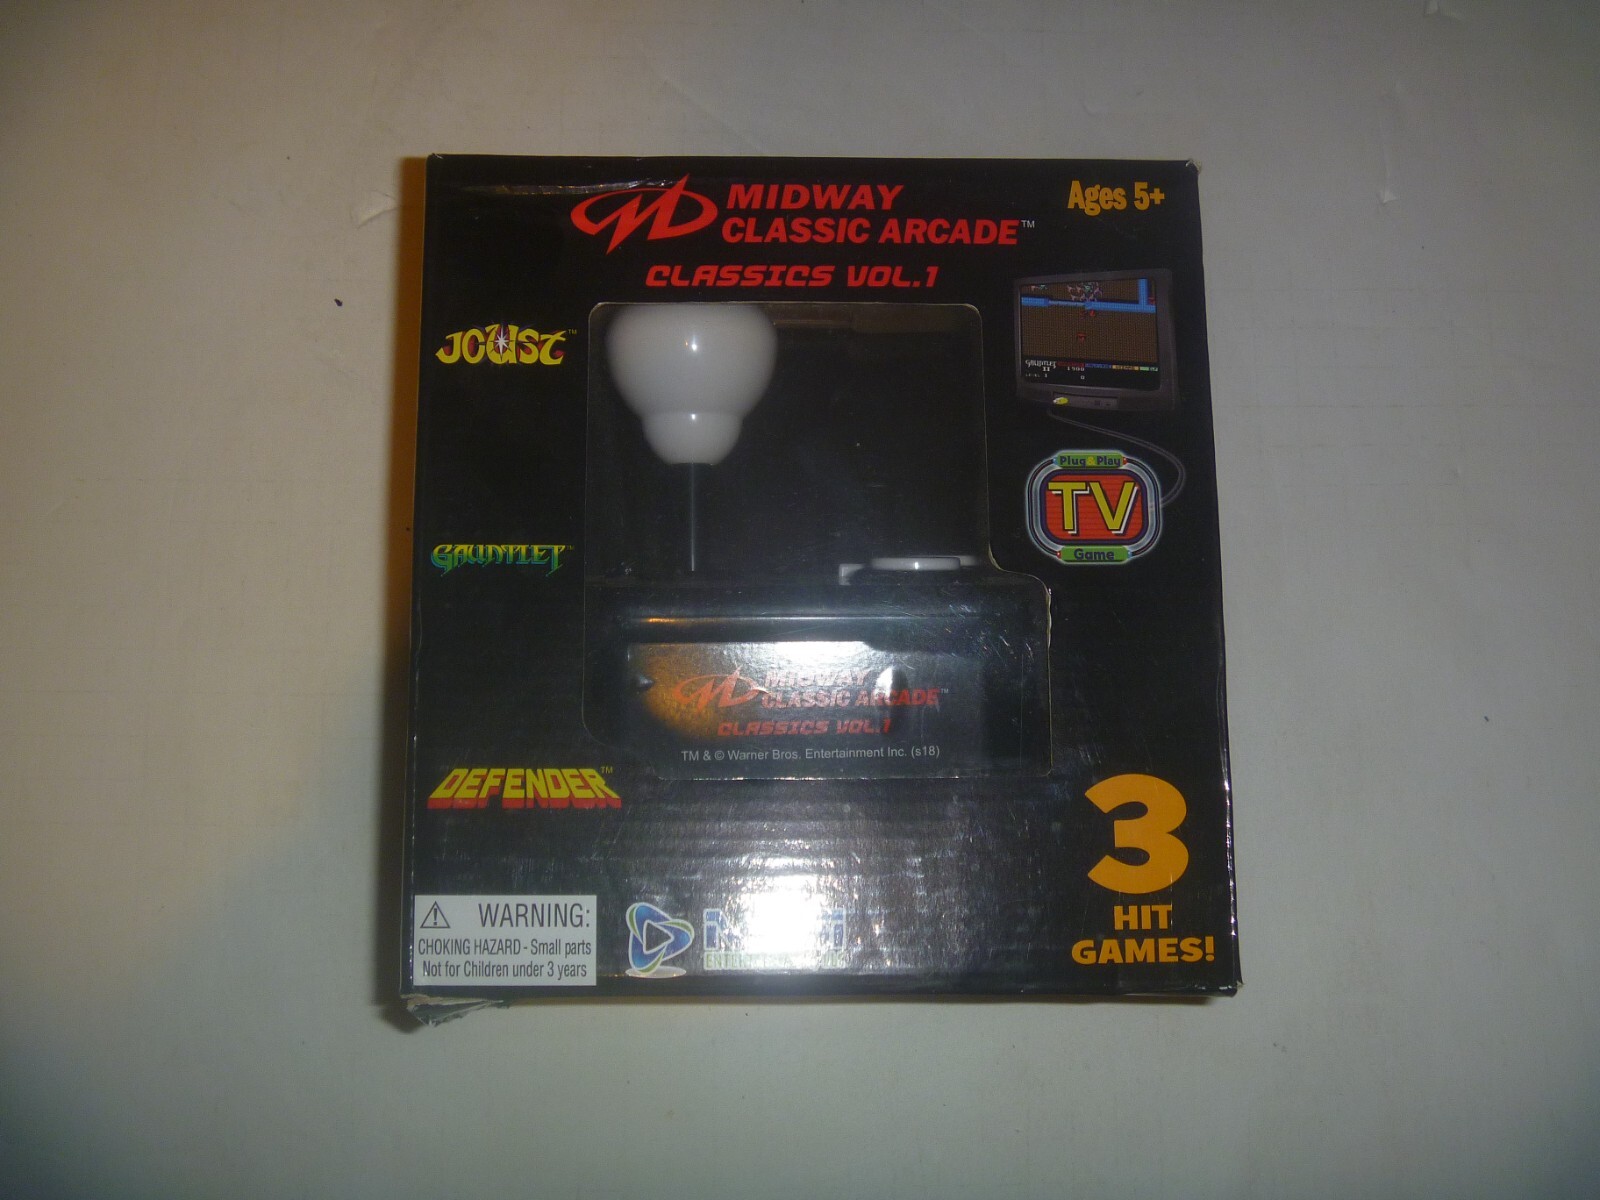 MIDWAY
CLASSIC ARCADE™
CLASSICS VOL.1
Ages 5+
JOUST™
GAUNTLET
Plug & Play
TV
Game
GAUNTLET™
MIDWAY
CLASSIC ARCADE™
CLASSICS VOL.1
TM & © Warner Bros. Entertainment Inc. (s18)
DEFENDER™
3
HIT
GAMES!
WARNING:
CHOKING HAZARD - Small parts
Not for Children under 3 years